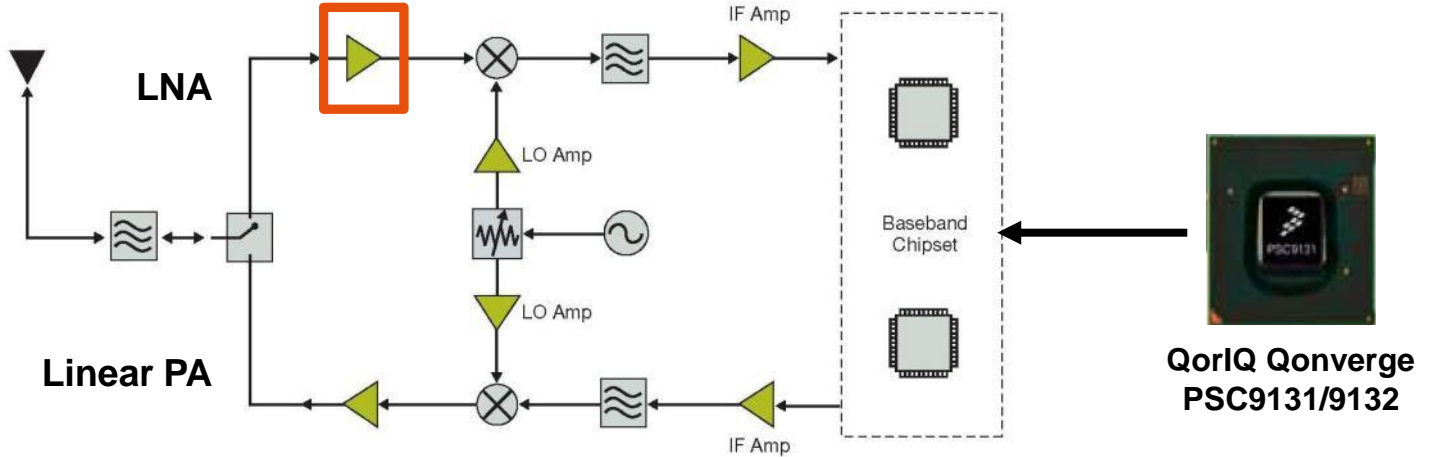 IF Amp
LNA
LO Amp
Baseband
Chipset
PSC9131
LO Amp
Linear PA
QorIQ Qonverge
PSC9131/9132
IF Amp